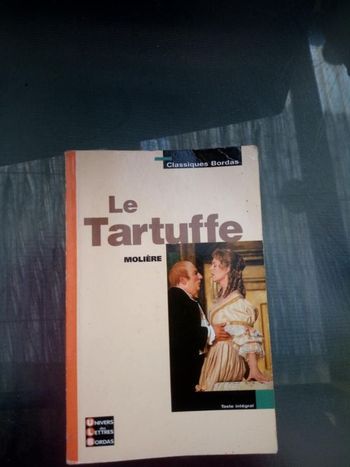 Classiques Bordas
Le
Tartuffe
MOLIÈRE
Texte intégral
UNIVERS
des
LETTRES
BORDAS